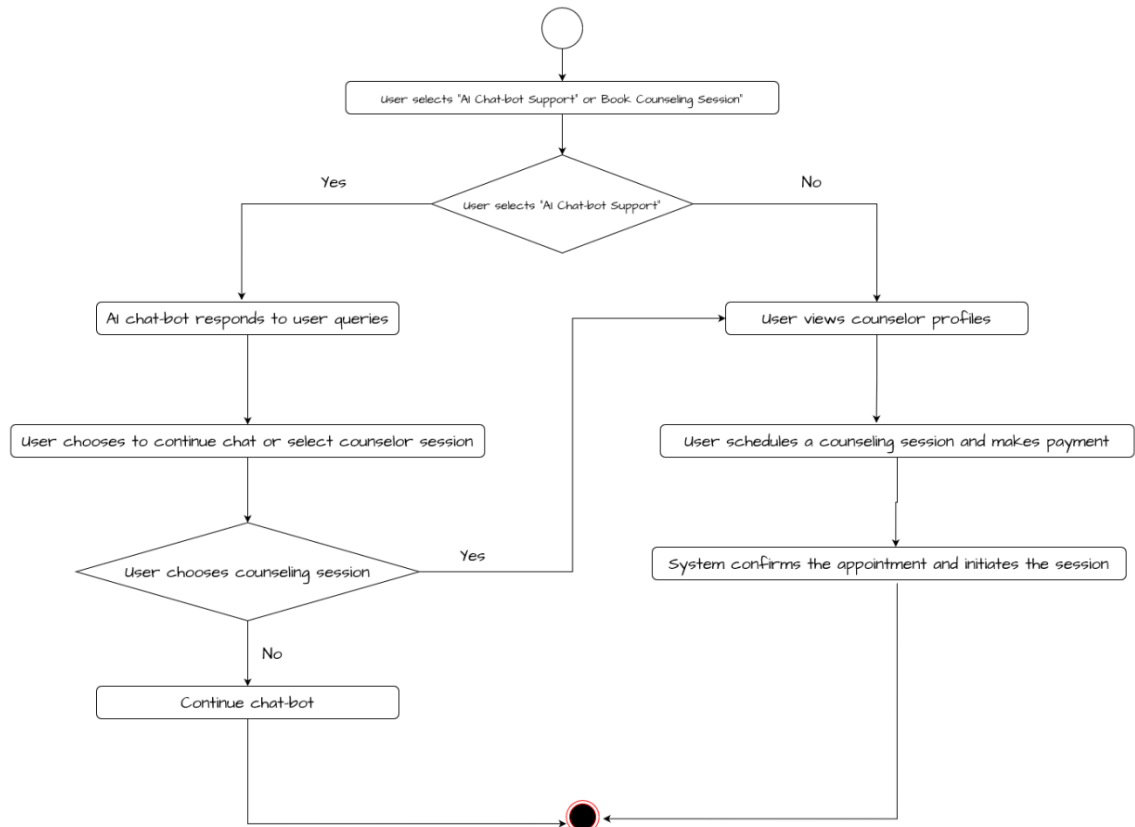 User selects "AI Chat-bot Support" or Book Counseling Session"
User selects "AI Chat-bot Support"
Yes
No
AI chat-bot responds to user queries
User views counselor profiles
User chooses to continue chat or select counselor session
User schedules a counseling session and makes payment
User chooses counseling session
Yes
System confirms the appointment and initiates the session
No
Continue chat-bot